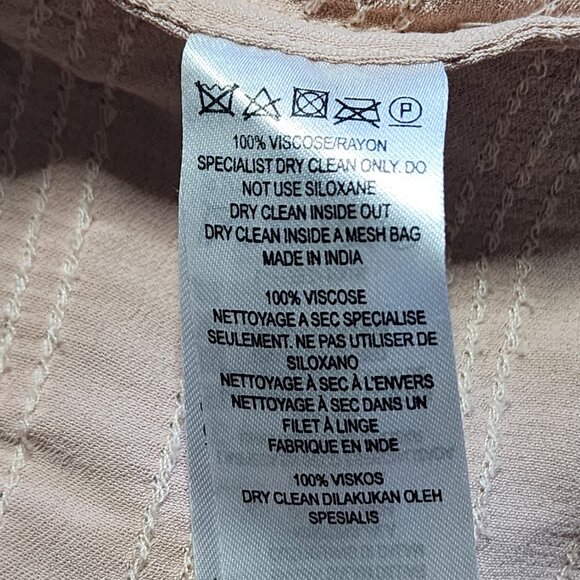 P
100% VISCOSE/RAYON
SPECIALIST DRY CLEAN ONLY. DO
NOT USE SILOXANE
DRY CLEAN INSIDE OUT
DRY CLEAN INSIDE A MESH BAG
MADE IN INDIA
100% VISCOSE
NETTOYAGE A SEC SPECIALISE
SEULEMENT. NE PAS UTILISER DE
SILOXANO
NETTOYAGE À SEC À L'ENVERS
NETTOYAGE À SEC DANS UN
FILET À LINGE
FABRIQUE EN INDE
100% VISKOS
DRY CLEAN DILAKUKAN OLEH
SPESIALIS